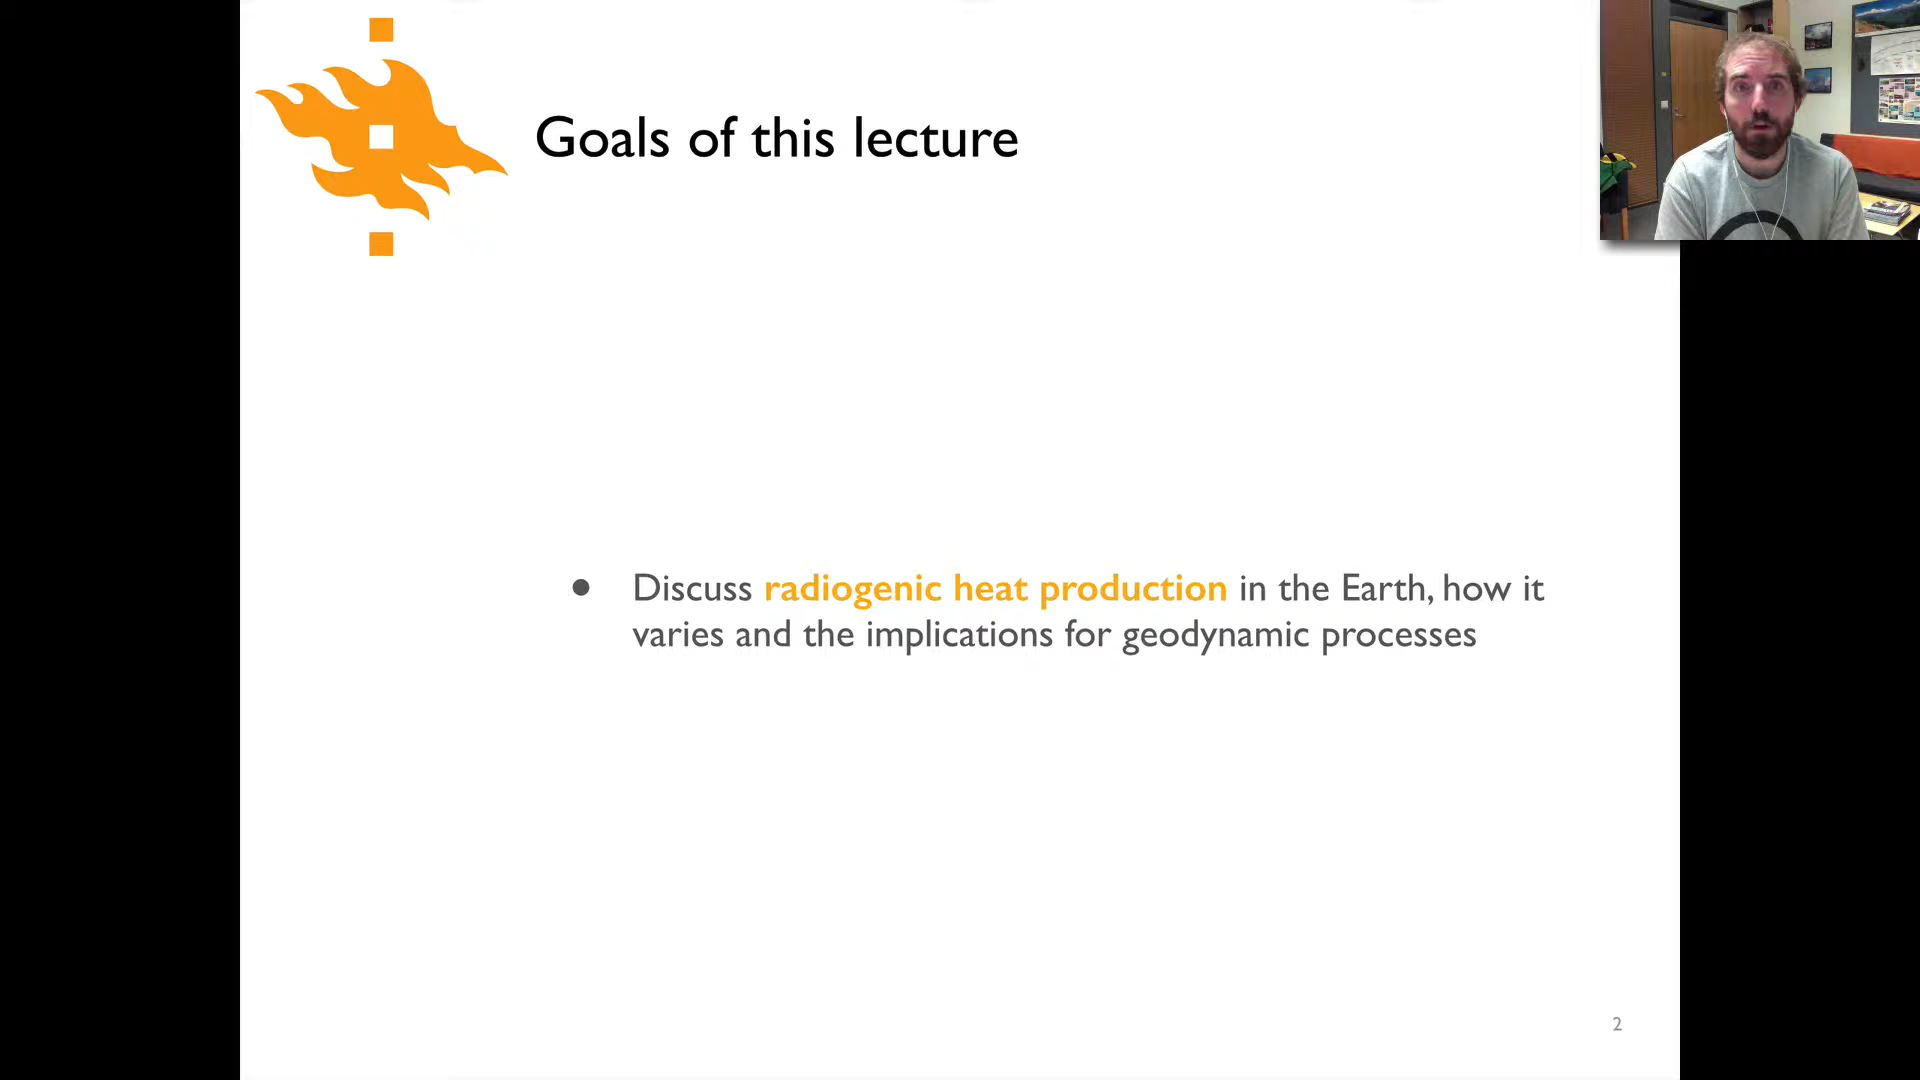 Goals of this lecture
● Discuss radiogenic heat production in the Earth, how it
varies and the implications for geodynamic processes
2